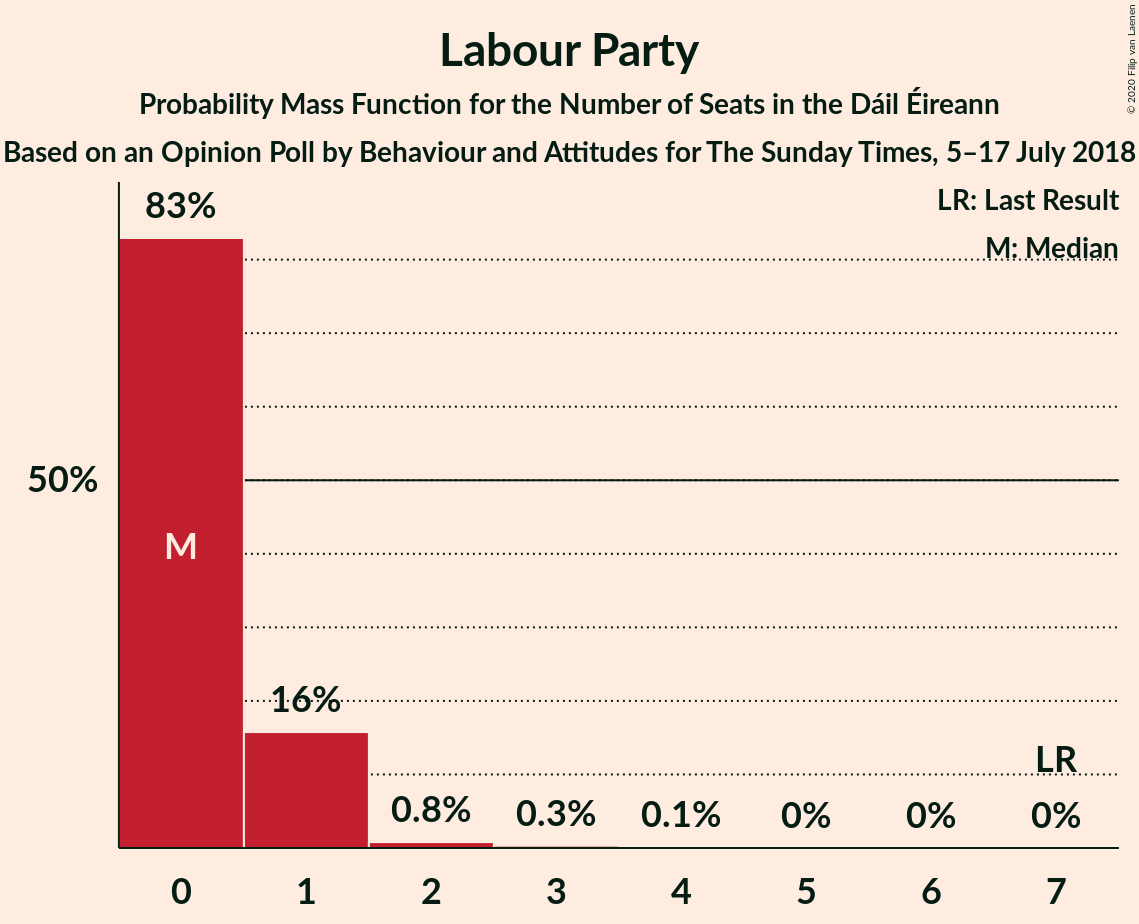 Labour Party
Probability Mass Function for the Number of Seats in the Dáil Éireann
Based on an Opinion Poll by Behaviour and Attitudes for The Sunday Times, 5–17 July 2018
© 2020 Filip van Laenen
LR: Last Result
M: Median
83%
50%
M
16%
LR
0.8%
0.3%
0.1%
0%
0%
0%
0 1 2 3 4 5 6 7